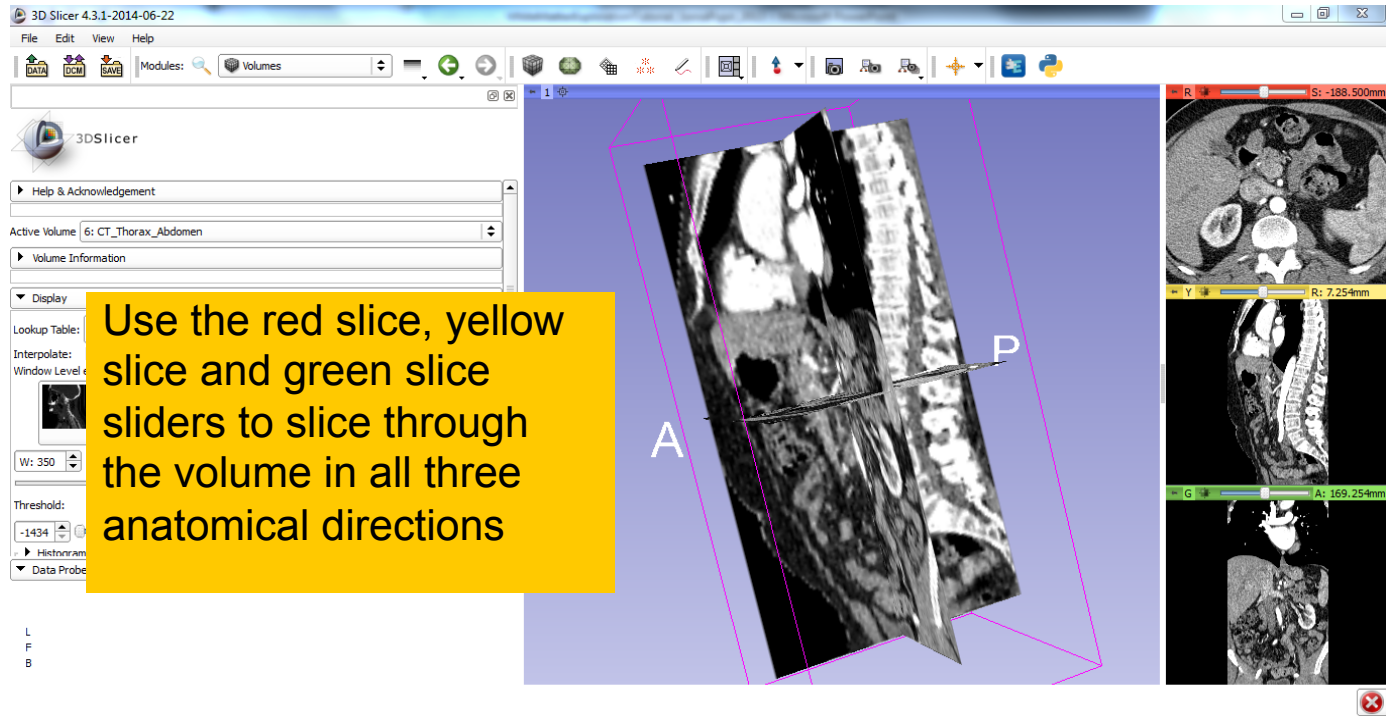 3D Slicer 4.3.1-2014-06-22
File Edit View Help
DATA DCM SAVE Modules: Volumes
1
R S: -188.500mm
3DSlicer
Help & Acknowledgement
Active Volume 6: CT_Thorax_Abdomen
Volume Information
Display
Y R: 7.254mm
Lookup Table:
Interpolate:
Window Level e
Use the red slice, yellow
slice and green slice
sliders to slice through
the volume in all three
anatomical directions
P
A
W: 350
G A: 169.254mm
Threshold:
-1434
Histogram
Data Probe
L
F
B